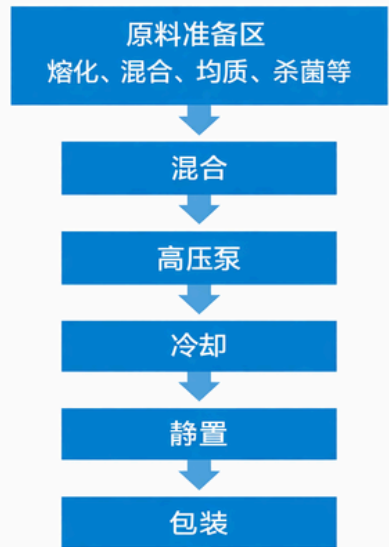 原料准备区
熔化、混合、均质、杀菌等
混合
高压泵
冷却
静置
包装